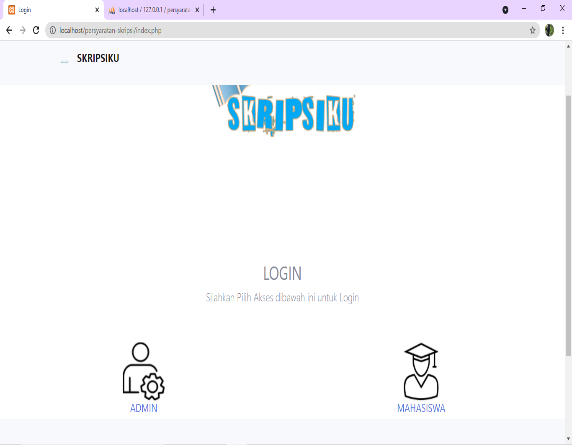 Login
localhost / 127.0.0.1 / persyarata
localhost/persyaratan-skripsi/index.php
SKRIPSIKU
SKRIPSIKU
LOGIN
Silahkan Pilih Akses dibawah ini untuk Login
ADMIN
MAHASISWA